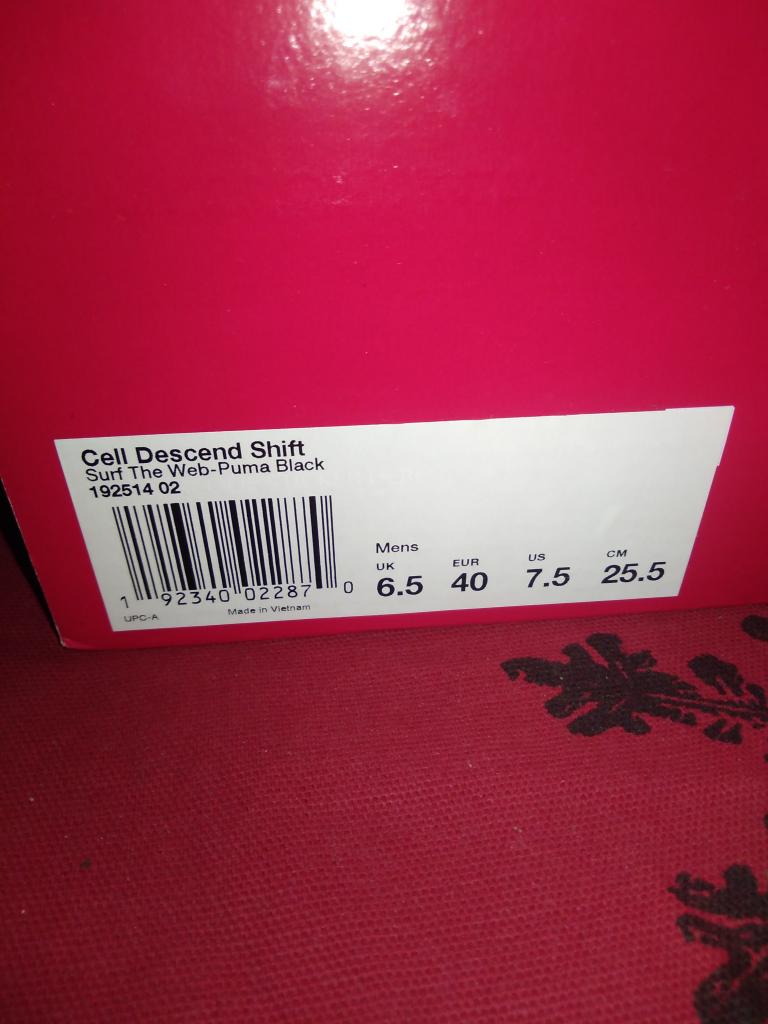 Cell Descend Shift
Surf The Web-Puma Black
192514 02
1 92340 02287 0
UPC-A Made in Vietnam
Mens
UK EUR US CM
6.5 40 7.5 25.5